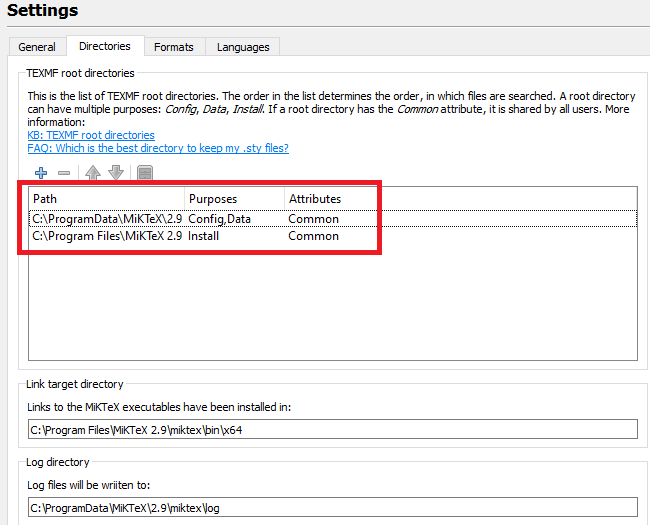 Settings
General Directories Formats Languages
TEXMF root directories
This is the list of TEXMF root directories. The order in the list determines the order, in which files are searched. A root directory
can have multiple purposes: Config, Data, Install. If a root directory has the Common attribute, it is shared by all users. More
information:
KB: TEXMF root directories
FAQ: Which is the best directory to keep my .sty files?
Path Purposes Attributes
C:\ProgramData\MiKTeX\2.9 Config,Data Common
C:\Program Files\MiKTeX 2.9 Install Common
Link target directory
Links to the MiKTeX executables have been installed in:
C:\Program Files\MiKTeX 2.9\miktex\bin\x64
Log directory
Log files will be wriiten to:
C:\ProgramData\MiKTeX\2.9\miktex\log